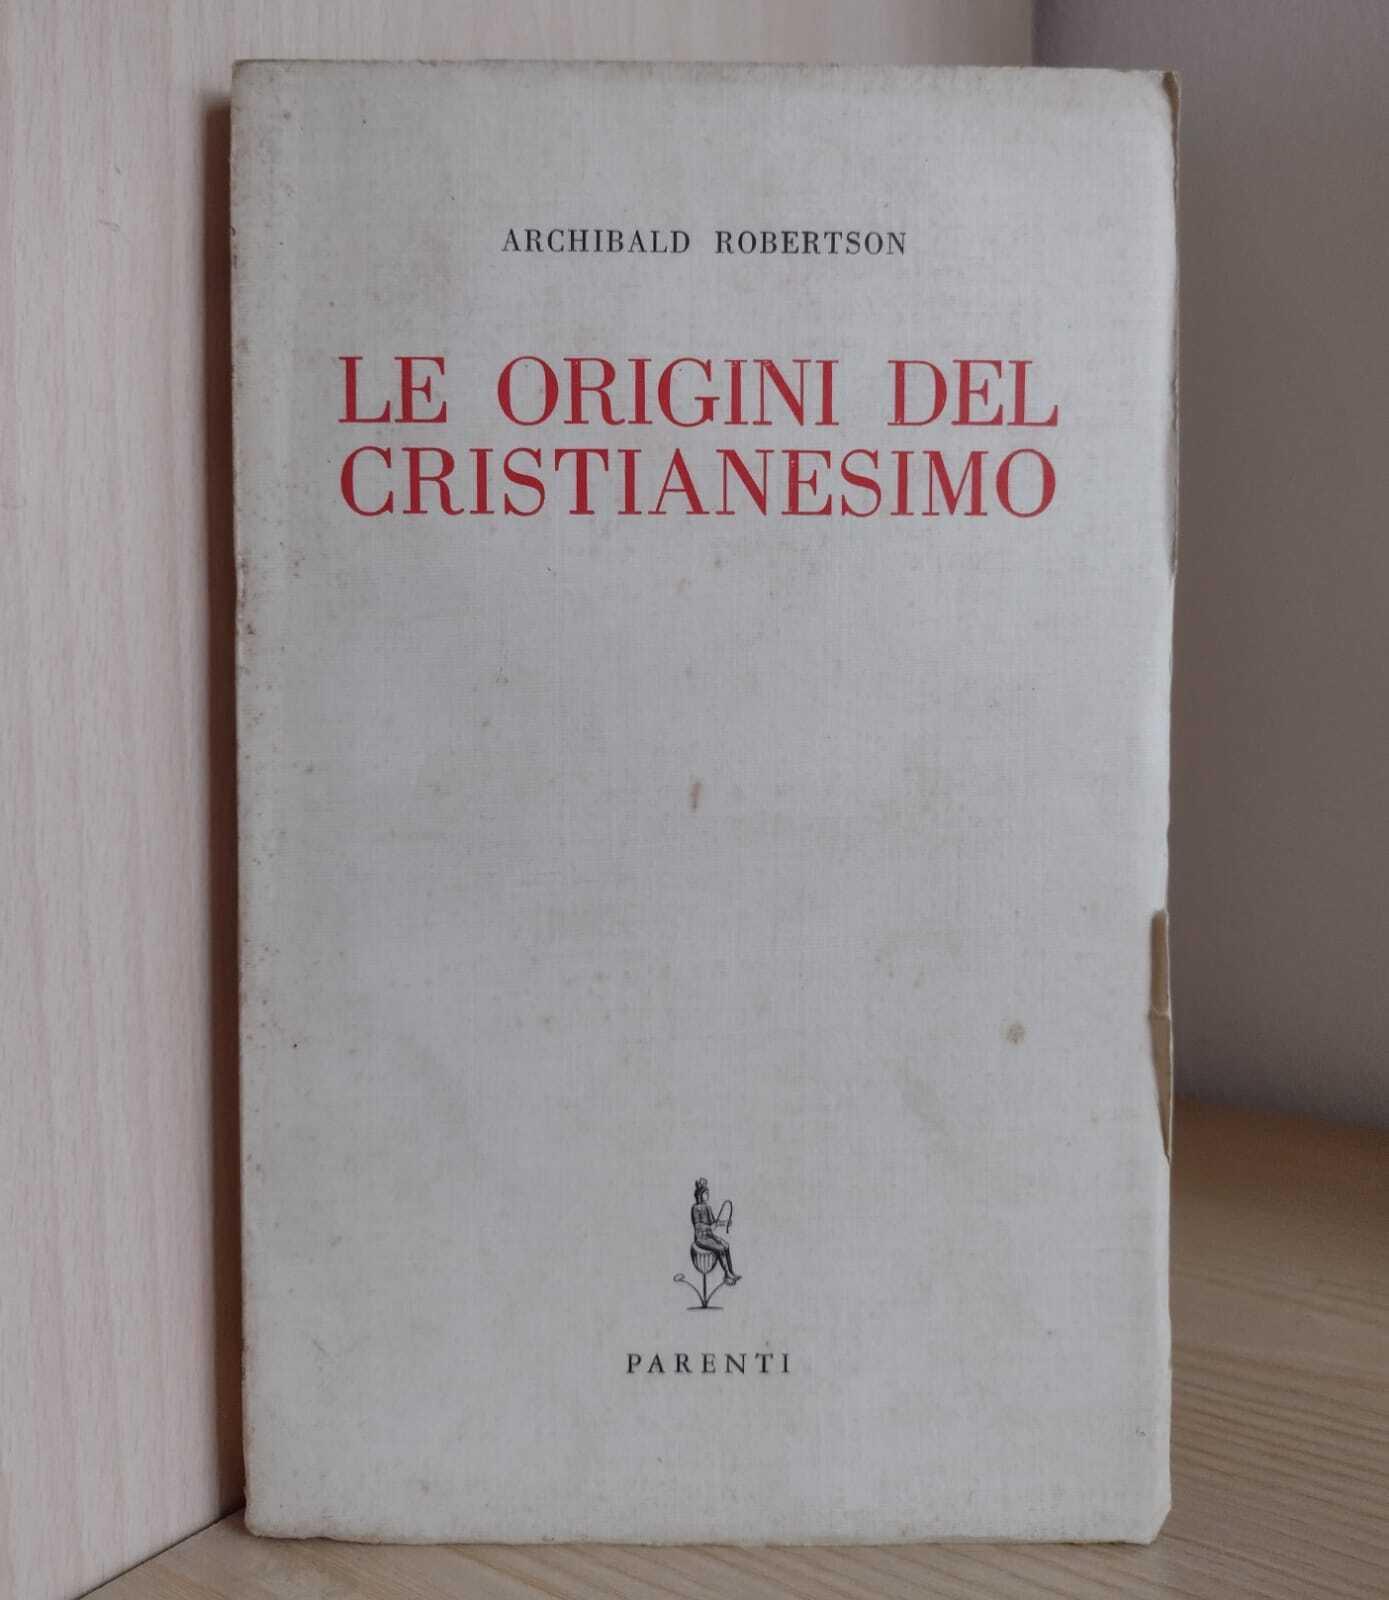 ARCHIBALD ROBERTSON
LE ORIGINI DEL
CRISTIANESIMO
PARENTI